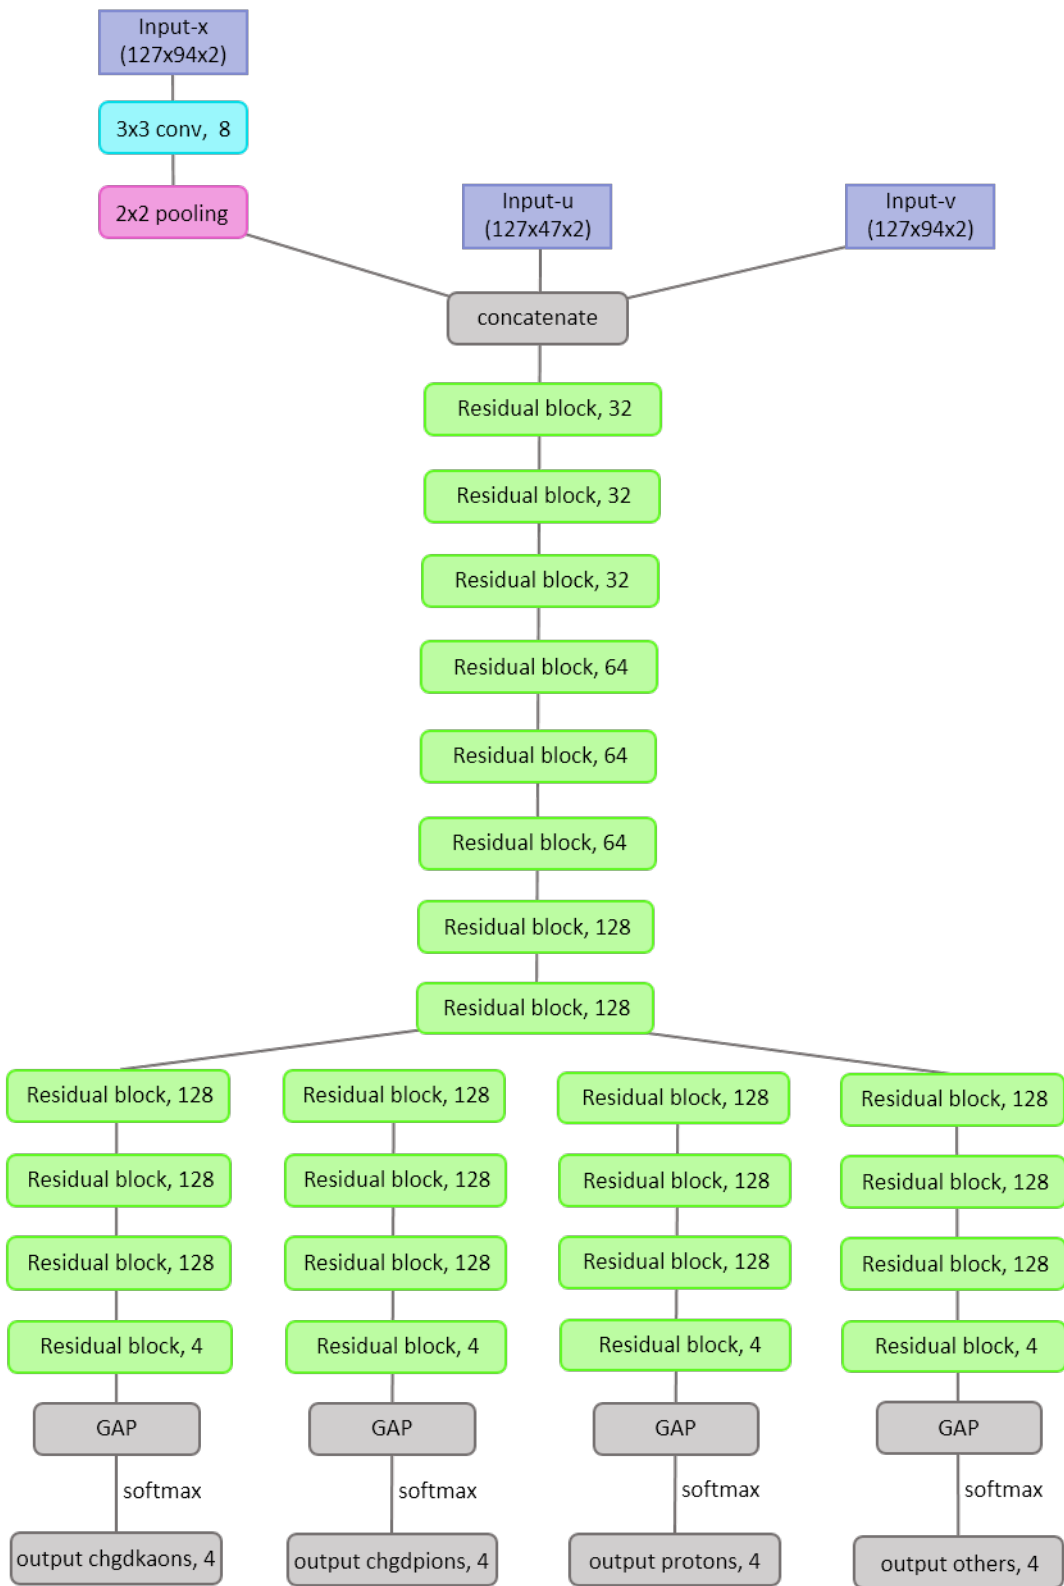 Input-x
(127x94x2)
3x3 conv, 8
2x2 pooling
Input-u
(127x47x2)
Input-v
(127x94x2)
concatenate
Residual block, 32
Residual block, 32
Residual block, 32
Residual block, 64
Residual block, 64
Residual block, 64
Residual block, 128
Residual block, 128
Residual block, 128
Residual block, 128
Residual block, 128
Residual block, 128
Residual block, 128
Residual block, 128
Residual block, 128
Residual block, 128
Residual block, 128
Residual block, 128
Residual block, 128
Residual block, 128
Residual block, 4
Residual block, 4
Residual block, 4
Residual block, 4
GAP
GAP
GAP
GAP
softmax
softmax
softmax
softmax
output chgdkaons, 4
output chgdpions, 4
output protons, 4
output others, 4